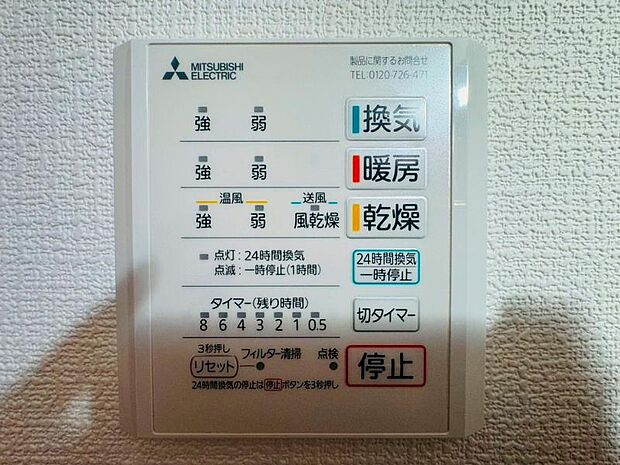 MITSUBISHI
ELECTRIC
製品に関するお問合せ
TEL:0120-726-471
強 弱 換気
強 弱 暖房
温風 送風
強 弱 風乾燥 乾燥
点灯:24時間換気
点滅:一時停止(1時間)
24時間換気
一時停止
タイマー(残り時間)
8 6 4 3 2 1 0.5
切タイマー
3秒押し
リセット フィルター清掃 点検
停止
24時間換気の停止は停止ボタンを3秒押し